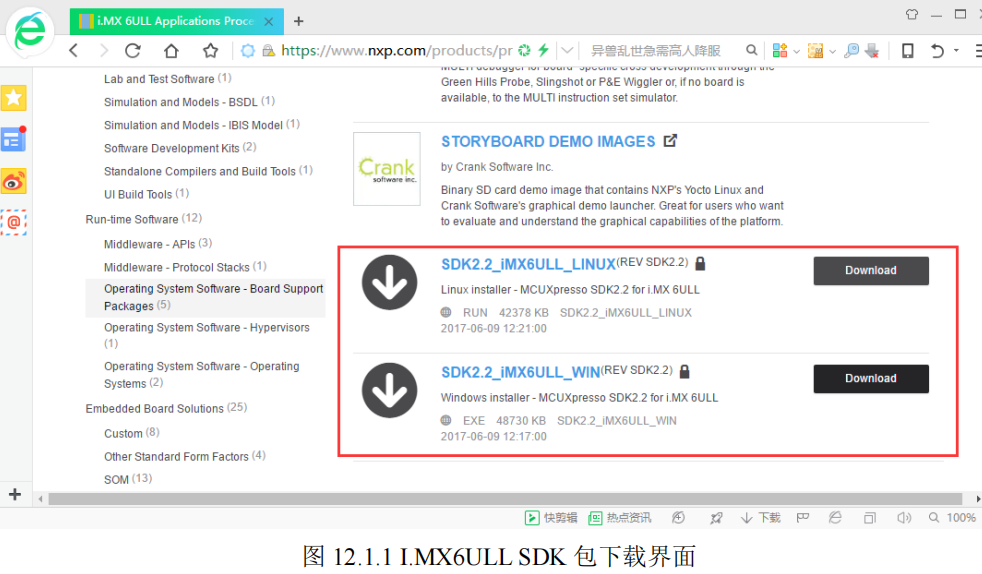 i.MX 6ULL Applications Proce
https://www.nxp.com/products/pr
异兽乱世急需高人降服
Lab and Test Software (1)
Simulation and Models - BSDL (1)
Simulation and Models - IBIS Model (1)
Software Development Kits (2)
Standalone Compilers and Build Tools (1)
UI Build Tools (1)
Run-time Software (12)
Middleware - APIs (3)
Middleware - Protocol Stacks (1)
Operating System Software - Board Support
Packages (5)
Operating System Software - Hypervisors
(1)
Operating System Software - Operating
Systems (2)
Embedded Board Solutions (25)
Custom (8)
Other Standard Form Factors (4)
SOM (13)
MULTI debugger for board- specific cross development through the
Green Hills Probe, Slingshot or P&E Wiggler or, if no board is
available, to the MULTI instruction set simulator.
Crank
software inc.
STORYBOARD DEMO IMAGES
by Crank Software Inc.
Binary SD card demo image that contains NXP's Yocto Linux and
Crank Software's graphical demo launcher. Great for users who want
to evaluate and understand the graphical capabilities of the platform.
SDK2.2_iMX6ULL_LINUX(REV SDK2.2)
Linux installer - MCUXpresso SDK2.2 for i.MX 6ULL
RUN 42378 KB SDK2.2_iMX6ULL_LINUX
2017-06-09 12:21:00
Download
SDK2.2_iMX6ULL_WIN(REV SDK2.2)
Windows installer - MCUXpresso SDK2.2 for i.MX 6ULL
EXE 48730 KB SDK2.2_iMX6ULL_WIN
2017-06-09 12:17:00
Download
快剪辑 热点资讯 下载 100%
图 12.1.1 I.MX6ULL SDK 包下载界面